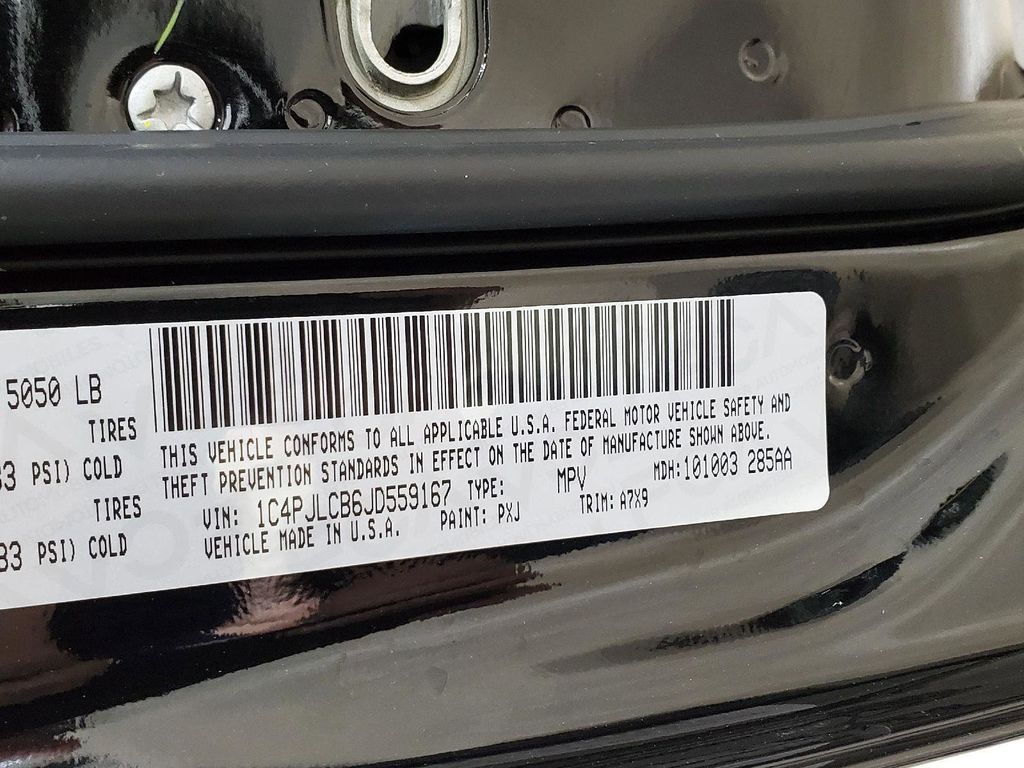 5050 LB
TIRES
33 PSI) COLD
TIRES
33 PSI) COLD
THIS VEHICLE CONFORMS TO ALL APPLICABLE U.S.A. FEDERAL MOTOR VEHICLE SAFETY AND
THEFT PREVENTION STANDARDS IN EFFECT ON THE DATE OF MANUFACTURE SHOWN ABOVE.
VIN: 1C4PJLCB6JD559167 TYPE: MPV MDH: 101003 285AA
VEHICLE MADE IN U.S.A. PAINT: PXJ TRIM: A7X9